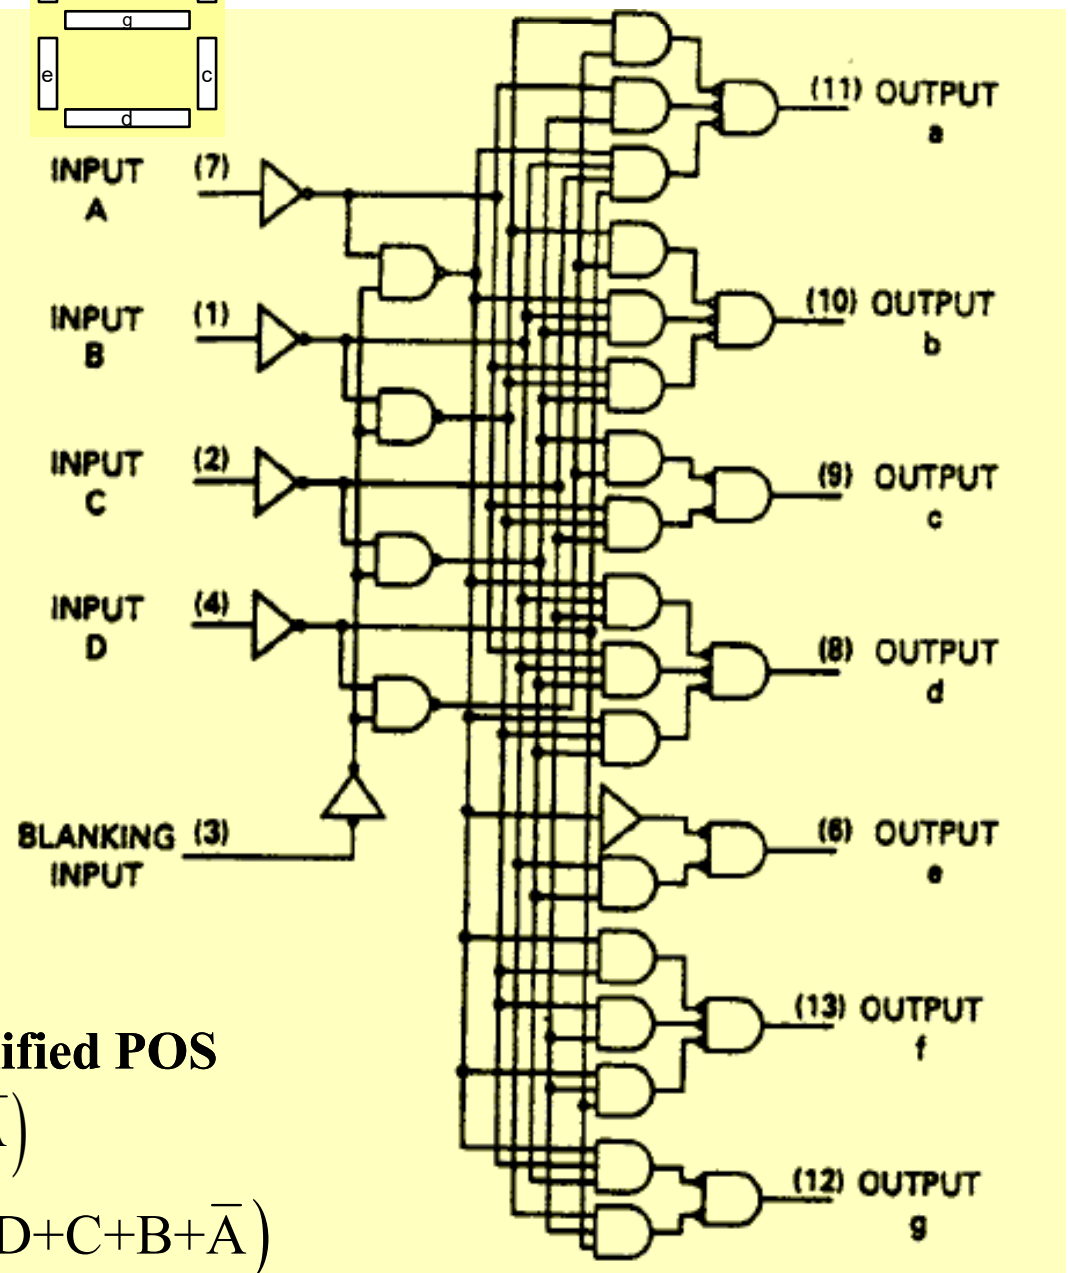 g
e
c
d
INPUT
A
(7)
INPUT
B
(1)
INPUT
C
(2)
INPUT
D
(4)
BLANKING
INPUT
(3)
(11) OUTPUT
a
(10) OUTPUT
b
(9) OUTPUT
c
(8) OUTPUT
d
(6) OUTPUT
e
(13) OUTPUT
f
(12) OUTPUT
g
ified POS
)
D+C+B+A̅)